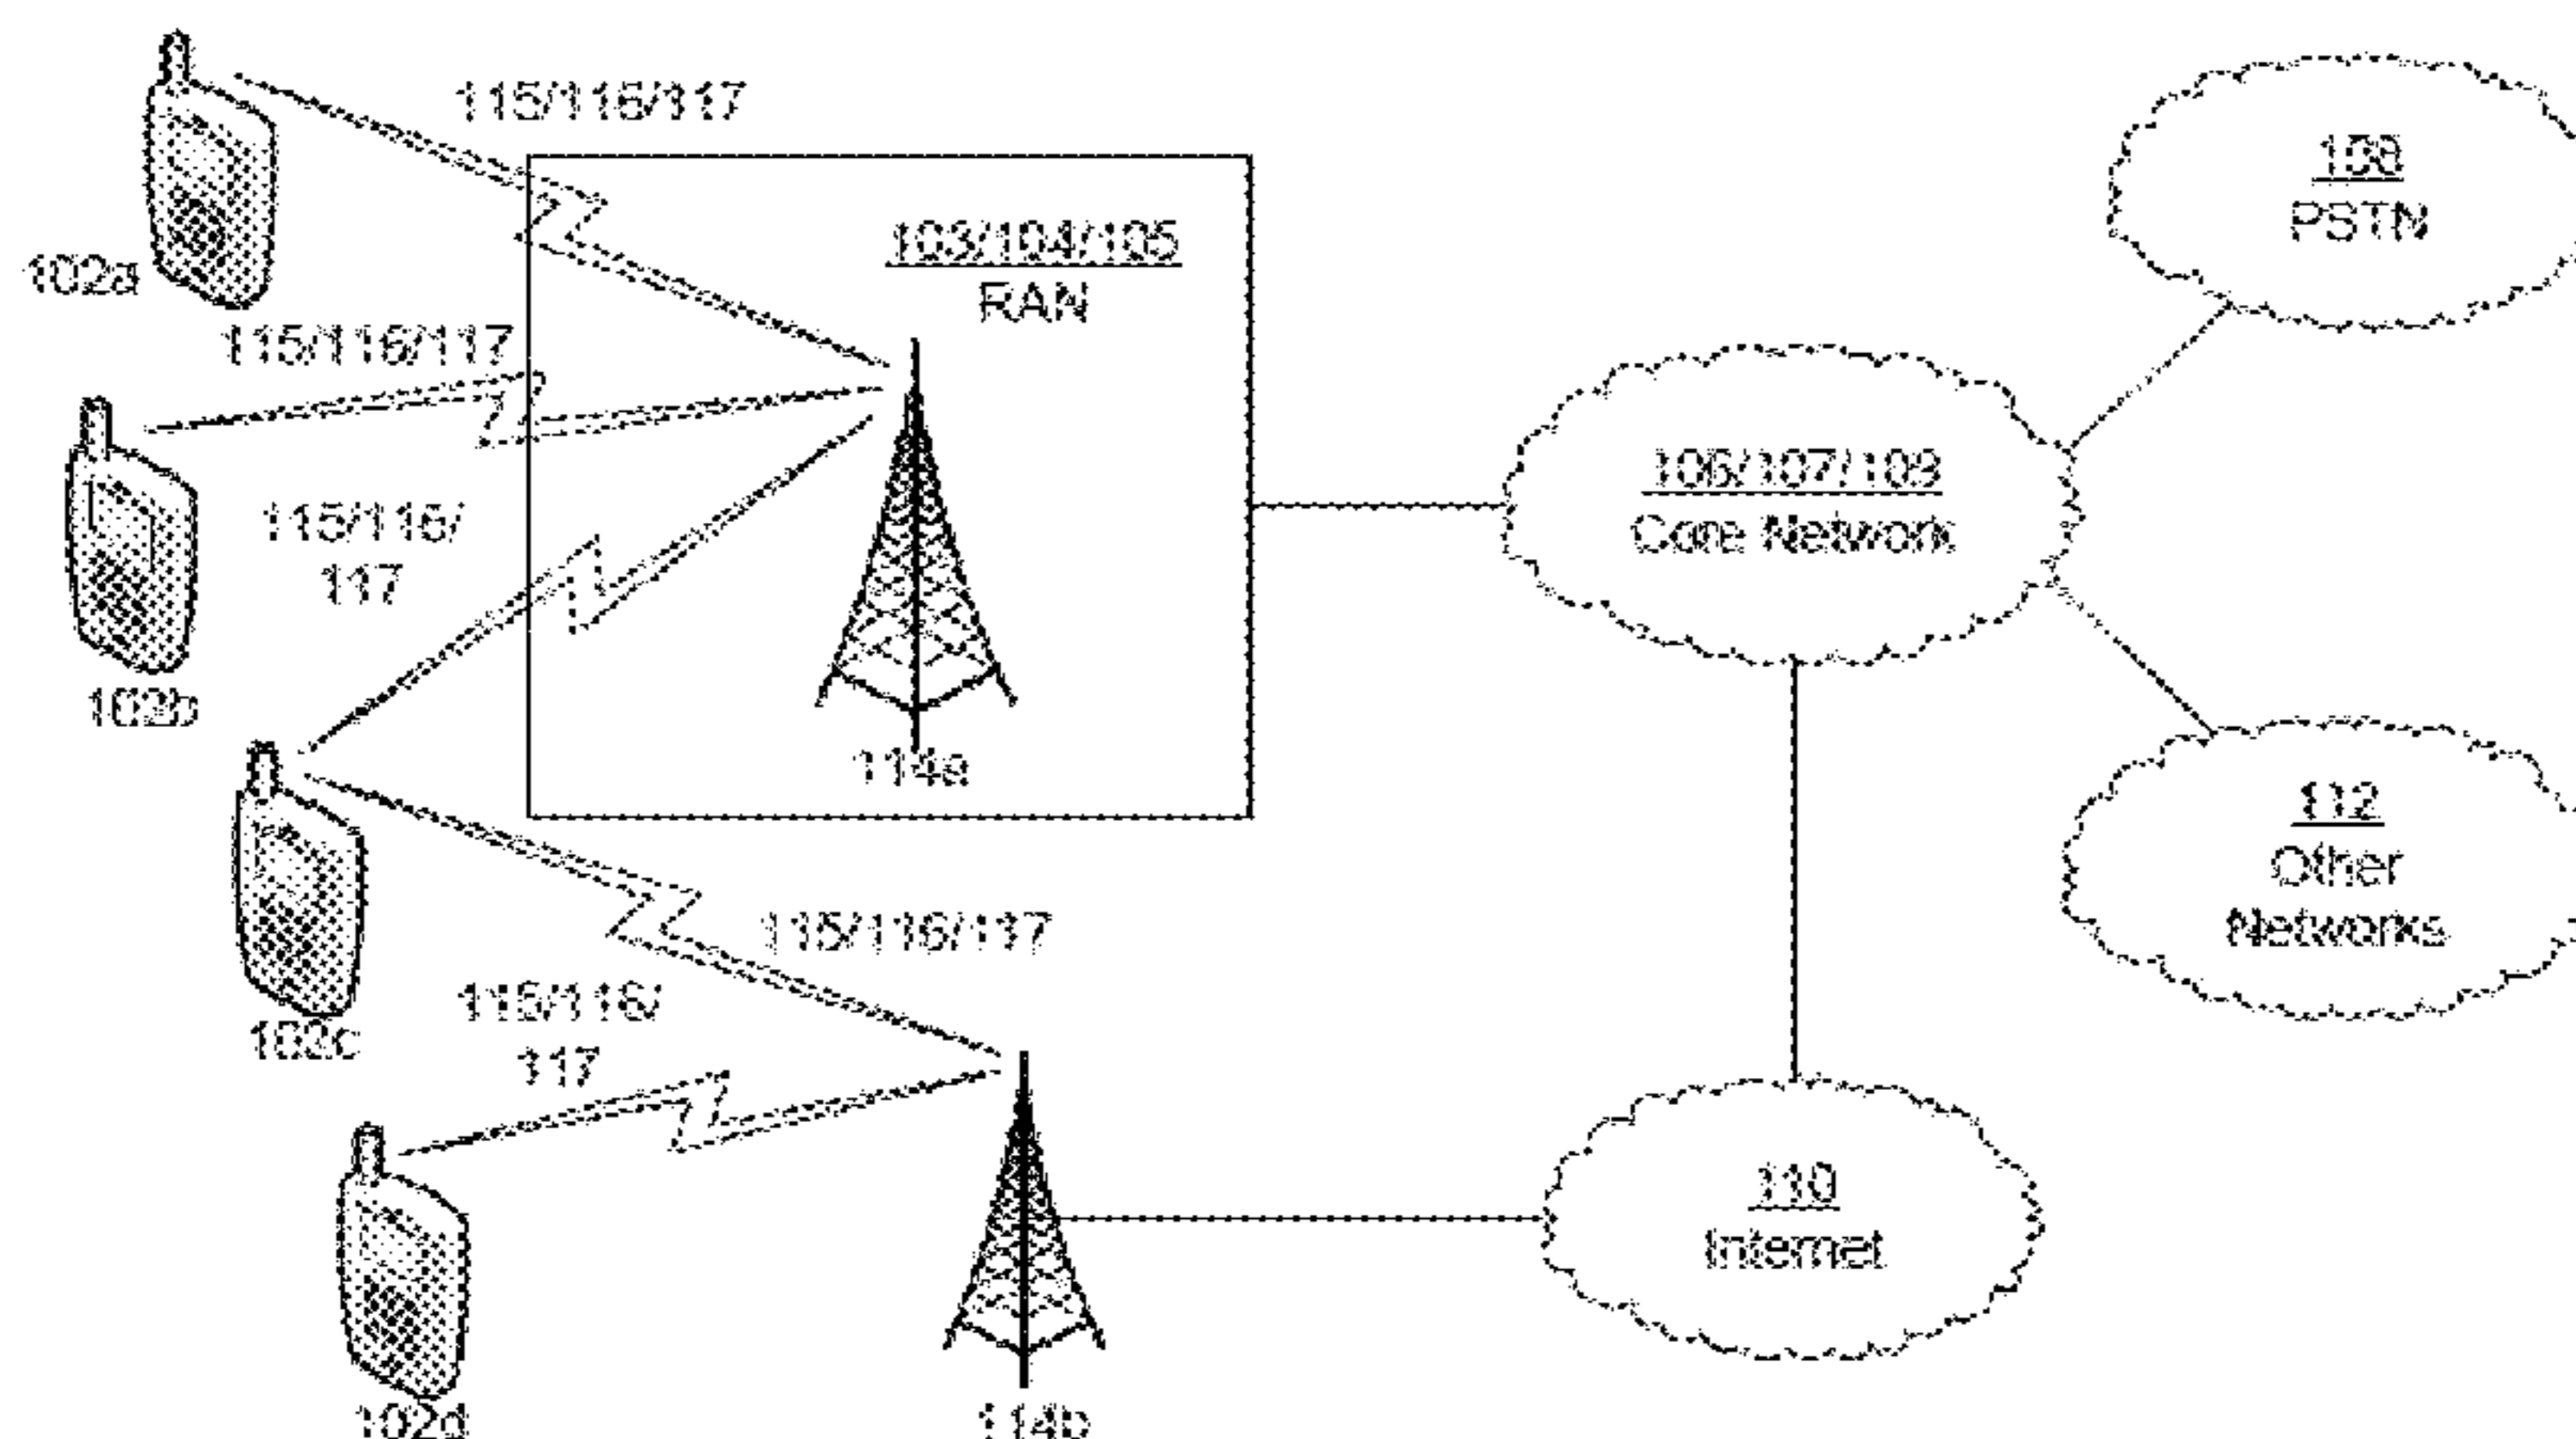 115/116/117
103/104/105
RAN
102a
108
PSTN
115/116/117
106/107/109
Core Network
115/116/
117
102b
114a
112
Other
Networks
115/116/117
102c
115/116/
117
110
Internet
102d
114b